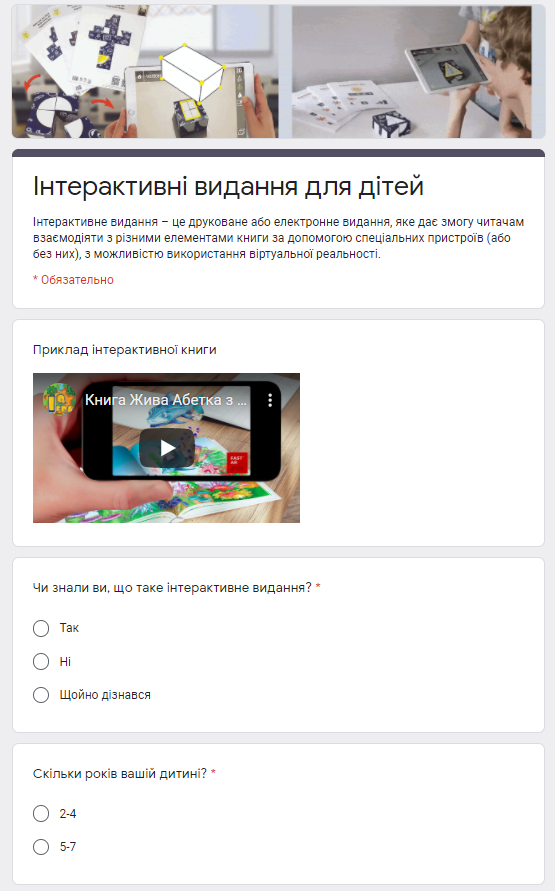 Інтерактивні видання для дітей
Інтерактивне видання – це друковане або електронне видання, яке дає змогу читачам
взаємодіяти з різними елементами книги за допомогою спеціальних пристроїв (або
без них), з можливістю використання віртуальної реальності.
* Обязательно
Приклад інтерактивної книги
Книга Жива Абетка з ...
EASY
AR
Чи знали ви, що таке інтерактивне видання? *
Так
Ні
Щойно дізнався
Скільки років вашій дитині? *
2-4
5-7